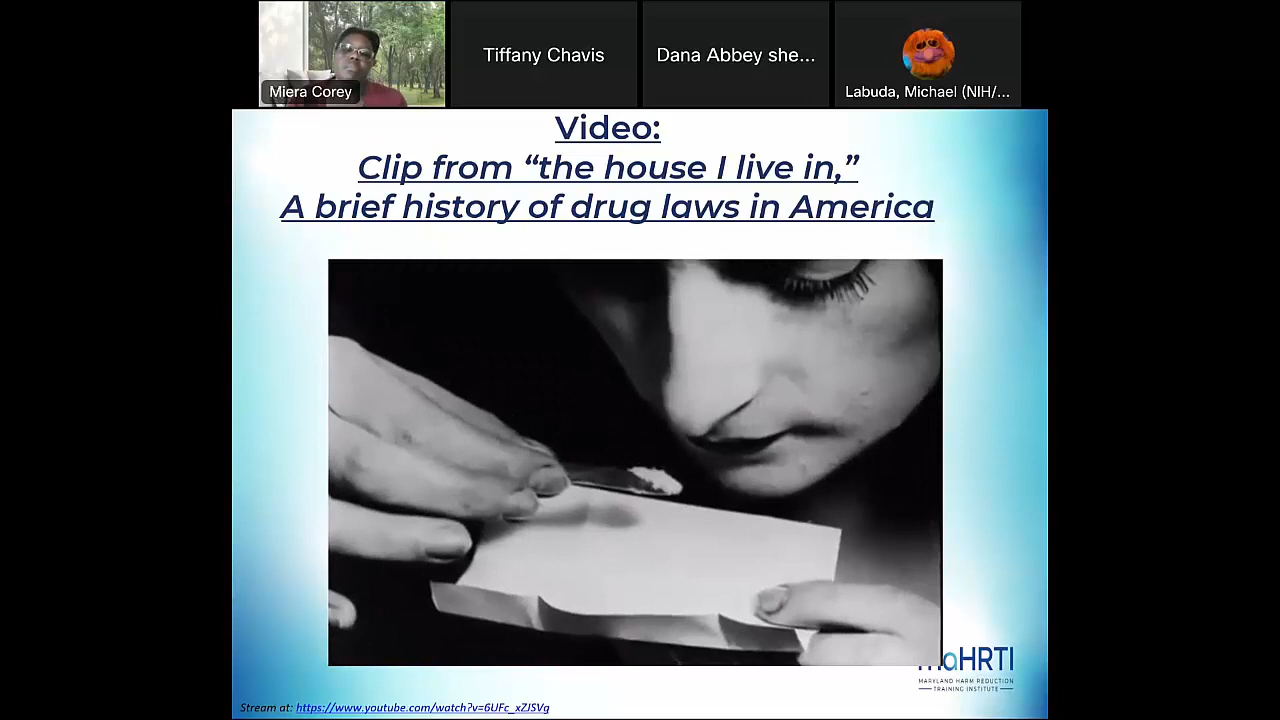 Miera Corey
Tiffany Chavis
Dana Abbey she...
Labuda, Michael (NIH/...
Video:
Clip from “the house I live in,”
A brief history of drug laws in America
maHRTI
MARYLAND HARM REDUCTION
TRAINING INSTITUTE
Stream at: https://www.youtube.com/watch?v=6UFc_xZJSVg